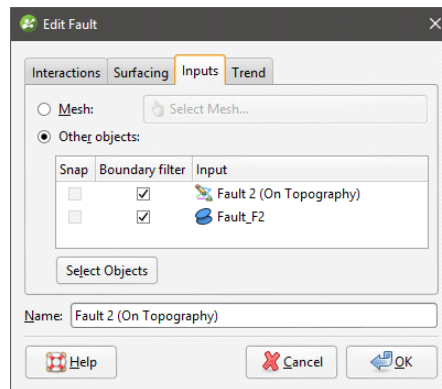 Edit Fault
Interactions Surfacing Inputs Trend
Mesh: Select Mesh...
Other objects:
Snap Boundary filter Input
Fault 2 (On Topography)
Fault_F2
Select Objects
Name: Fault 2 (On Topography)
Help Cancel OK